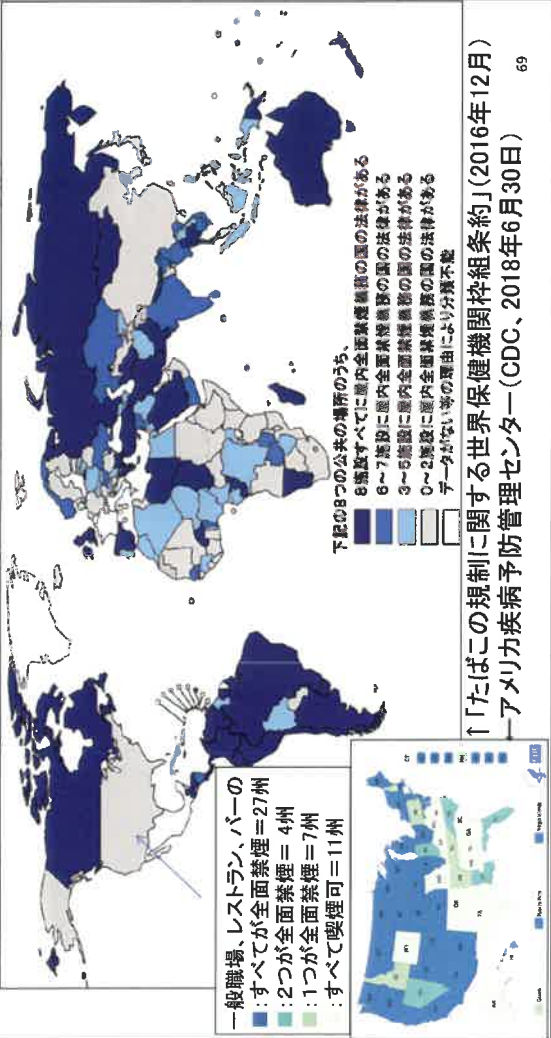 下記の8つの公共の場所のうち、
8施設すべてに屋内全面禁煙義務の国の法律がある
6～7施設に屋内全面禁煙義務の国の法律がある
3～5施設に屋内全面禁煙義務の国の法律がある
0～2施設に屋内全面禁煙義務の国の法律がある
データがない等の理由により分類不能
一般職場、レストラン、バーの
:すべてが全面禁煙=27州
:2つが全面禁煙= 4州
:1つが全面禁煙=7州
:すべて喫煙可=11州
↑「たばこの規制に関する世界保健機関枠組条約」(2016年12月)
←アメリカ疾病予防管理センター(CDC、2018年6月30日)
69